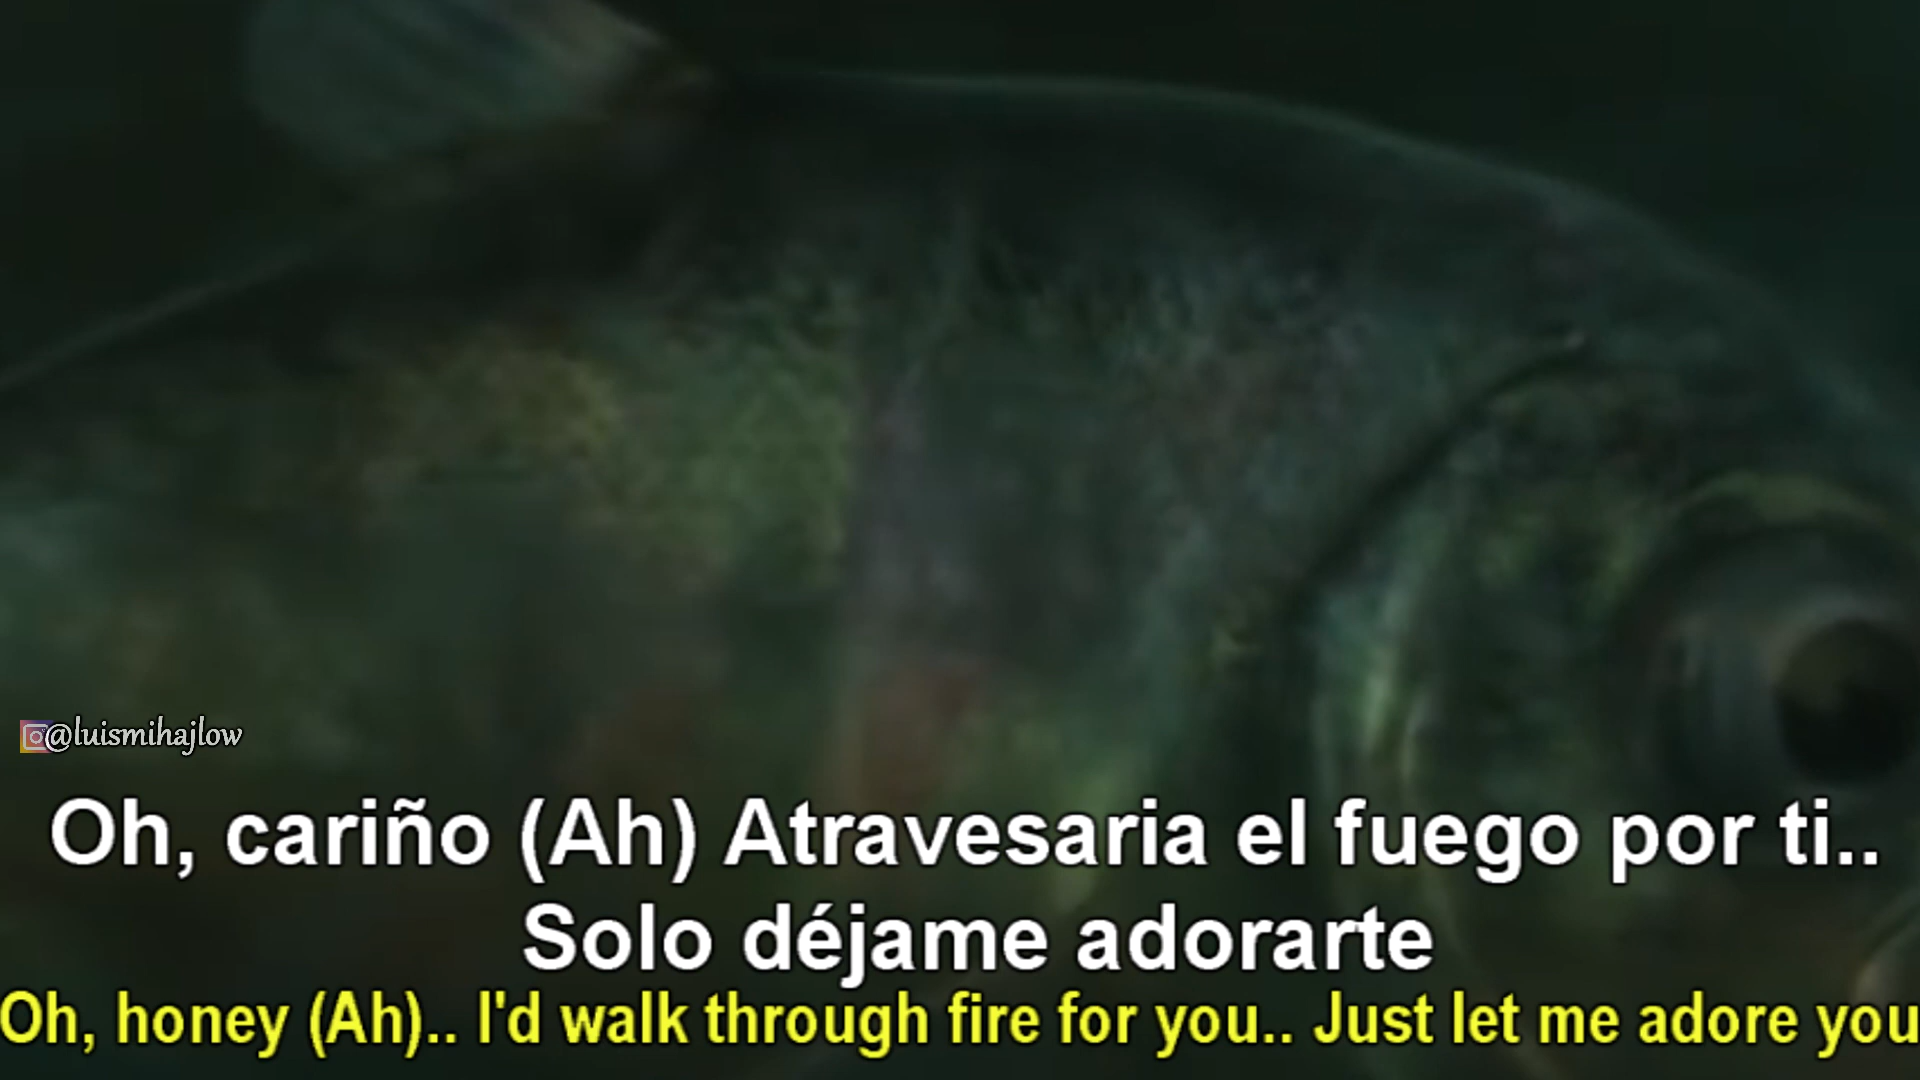 @luismihajlow
Oh, cariño (Ah) Atravesaria el fuego por ti..
Solo déjame adorarte
Oh, honey (Ah).. I'd walk through fire for you.. Just let me adore you